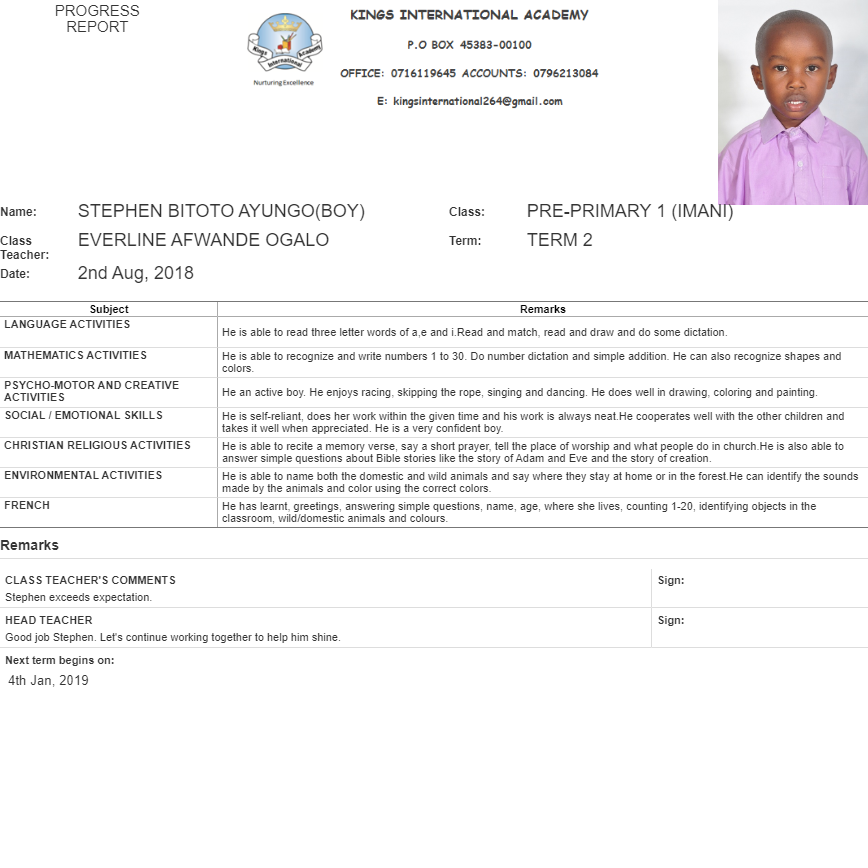 PROGRESS
REPORT
Kings International Academy
Nurturing Excellence
KINGS INTERNATIONAL ACADEMY
P.O BOX 45383-00100
OFFICE: 0716119645 ACCOUNTS: 0796213084
E: kingsinternational264@gmail.com
Name: STEPHEN BITOTO AYUNGO(BOY) Class: PRE-PRIMARY 1 (IMANI)
Class Teacher: EVERLINE AFWANDE OGALO Term: TERM 2
Date: 2nd Aug, 2018
Subject Remarks
LANGUAGE ACTIVITIES
He is able to read three letter words of a,e and i.Read and match, read and draw and do some dictation.
MATHEMATICS ACTIVITIES
He is able to recognize and write numbers 1 to 30. Do number dictation and simple addition. He can also recognize shapes and
colors.
PSYCHO-MOTOR AND CREATIVE
ACTIVITIES
He an active boy. He enjoys racing, skipping the rope, singing and dancing. He does well in drawing, coloring and painting.
SOCIAL / EMOTIONAL SKILLS
He is self-reliant, does her work within the given time and his work is always neat.He cooperates well with the other children and
takes it well when appreciated. He is a very confident boy.
CHRISTIAN RELIGIOUS ACTIVITIES
He is able to recite a memory verse, say a short prayer, tell the place of worship and what people do in church.He is also able to
answer simple questions about Bible stories like the story of Adam and Eve and the story of creation.
ENVIRONMENTAL ACTIVITIES
He is able to name both the domestic and wild animals and say where they stay at home or in the forest.He can identify the sounds
made by the animals and color using the correct colors.
FRENCH
He has learnt, greetings, answering simple questions, name, age, where she lives, counting 1-20, identifying objects in the
classroom, wild/domestic animals and colours.
Remarks
CLASS TEACHER'S COMMENTS
Stephen exceeds expectation.
Sign:
HEAD TEACHER
Good job Stephen. Let's continue working together to help him shine.
Sign:
Next term begins on:
4th Jan, 2019